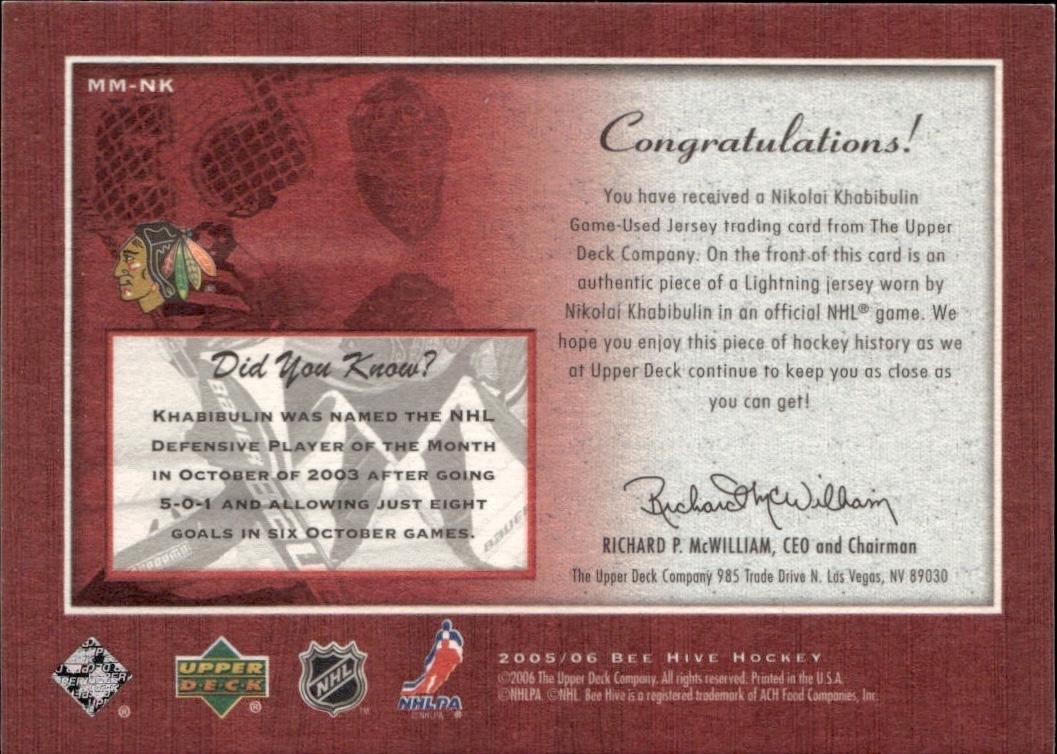 MM-NK
Congratulations!
You have received a Nikolai Khabibulin
Game-Used Jersey trading card from The Upper
Deck Company. On the front of this card is an
authentic piece of a Lightning jersey worn by
Nikolai Khabibulin in an official NHL® game. We
hope you enjoy this piece of hockey history as we
at Upper Deck continue to keep you as close as
you can get!
Richard McWilliam
RICHARD P. McWILLIAM, CEO and Chairman
The Upper Deck Company 985 Trade Drive N. Las Vegas, NV 89030
Did You Know?
KHABIBULIN WAS NAMED THE NHL
DEFENSIVE PLAYER OF THE MONTH
IN OCTOBER OF 2003 AFTER GOING
5-0-1 AND ALLOWING JUST EIGHT
GOALS IN SIX OCTOBER GAMES.
BAUER
UPPER
DECK
®
NHL
TM
NHLPA
©NHLPA ®
2005/06 BEE HIVE HOCKEY
©2006 The Upper Deck Company. All rights reserved. Printed in the U.S.A.
©NHLPA ©NHL. Bee Hive is a registered trademark of ACH Food Companies, Inc.